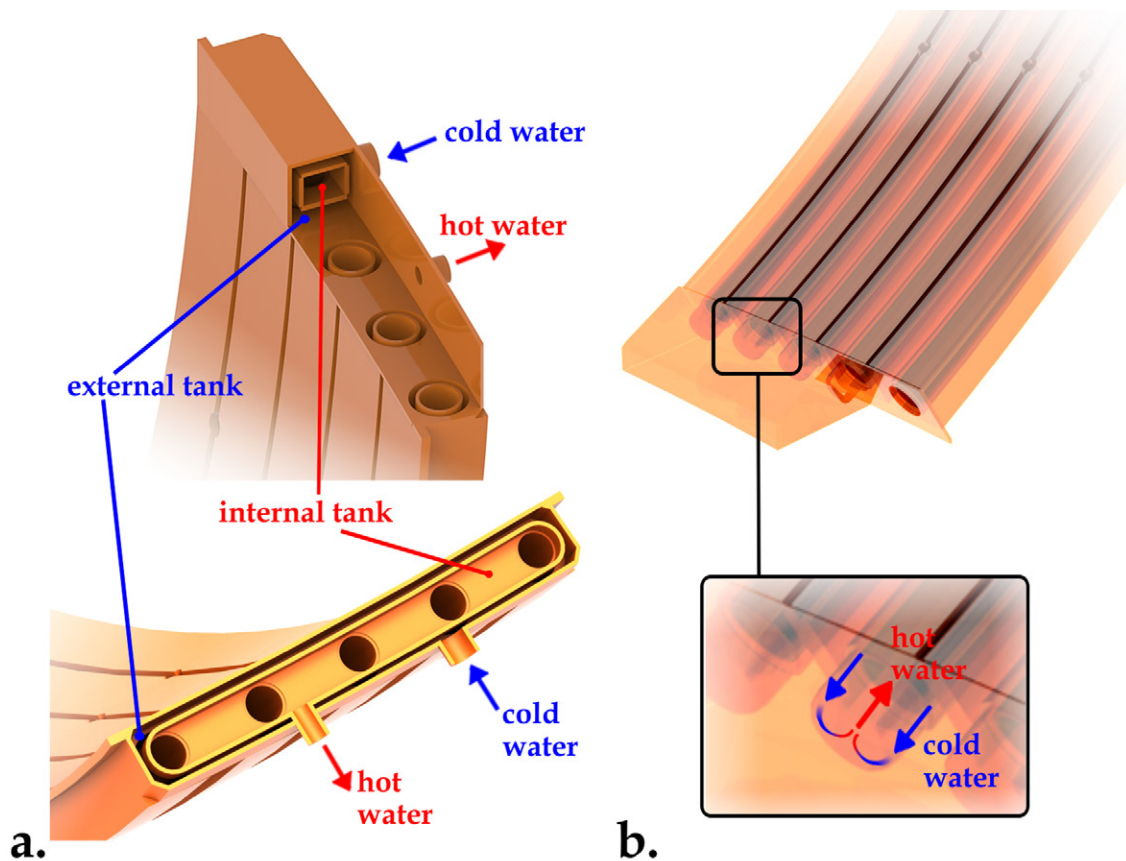 cold water
hot water
external tank
internal tank
cold
water
hot
water
hot
water
cold
water
a.
b.